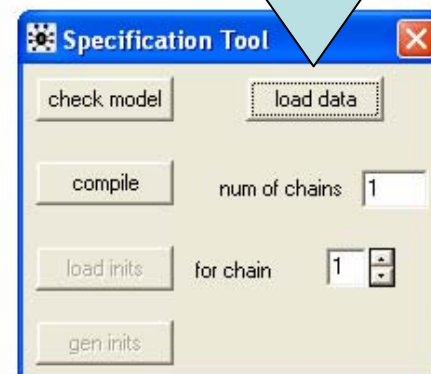 Specification Tool
check model load data
compile num of chains 1
load inits for chain 1
gen inits